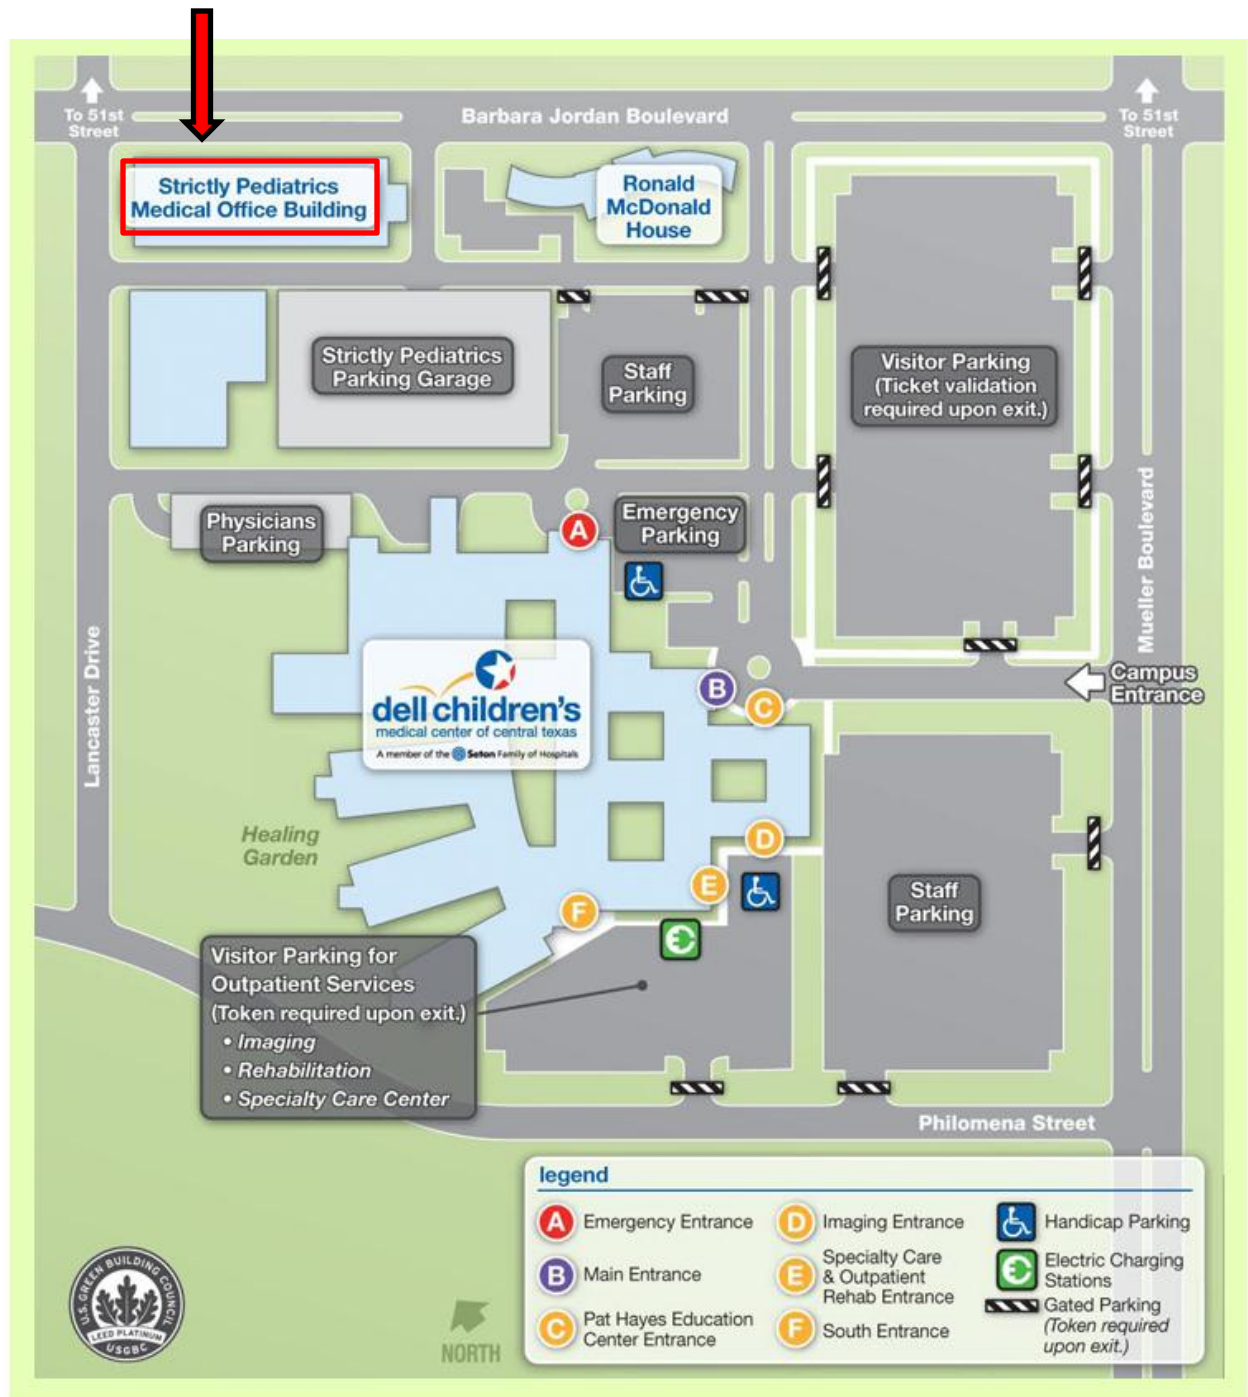 To 51st
Street
Barbara Jordan Boulevard
To 51st
Street
Strictly Pediatrics
Medical Office Building
Ronald
McDonald
House
Strictly Pediatrics
Parking Garage
Staff
Parking
Visitor Parking
(Ticket validation
required upon exit.)
Physicians
Parking
A
Emergency
Parking
Mueller Boulevard
Lancaster Drive
dell children's
medical center of central texas
A member of the Seton Family of Hospitals
B
C
Campus
Entrance
Healing
Garden
D
E
F
Staff
Parking
Visitor Parking for
Outpatient Services
(Token required upon exit.)
• Imaging
• Rehabilitation
• Specialty Care Center
Philomena Street
legend
A Emergency Entrance
B Main Entrance
C Pat Hayes Education
Center Entrance
D Imaging Entrance
E Specialty Care
& Outpatient
Rehab Entrance
F South Entrance
Handicap Parking
Electric Charging
Stations
Gated Parking
(Token required
upon exit.)
U.S. GREEN BUILDING COUNCIL
LEED PLATINUM
USGBC
NORTH